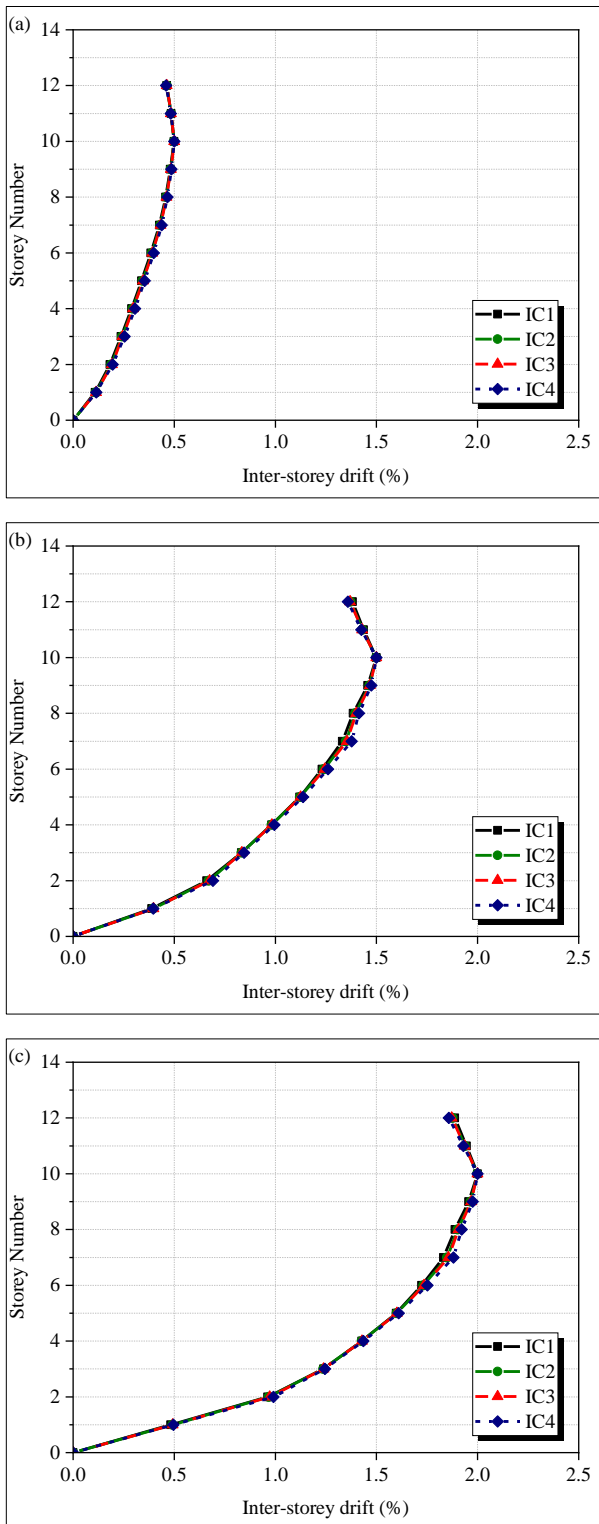 (a)
14
12
10
8
6
4
2
0
Storey Number
IC1
IC2
IC3
IC4
0.0 0.5 1.0 1.5 2.0 2.5
Inter-storey drift (%)
(b)
14
12
10
8
6
4
2
0
Storey Number
IC1
IC2
IC3
IC4
0.0 0.5 1.0 1.5 2.0 2.5
Inter-storey drift (%)
(c)
14
12
10
8
6
4
2
0
Storey Number
IC1
IC2
IC3
IC4
0.0 0.5 1.0 1.5 2.0 2.5
Inter-storey drift (%)